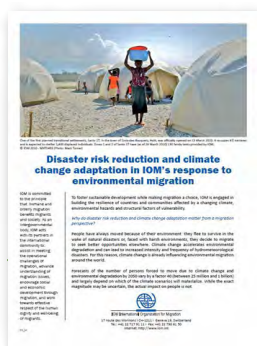 Disaster risk reduction and climate
change adaptation in IOM's response to
environmental migration
IOM is committed
to the principle
that humane and
orderly migration
benefits migrants
and society. As an
intergovernmental
body, IOM acts
with its partners in
the international
community to:
assist in meeting
the operational
challenges of
migration, advance
understanding of
migration issues,
encourage social
and economic
development through
migration, and work
towards effective
respect of the human
dignity and wellbeing
of migrants.
To foster sustainable development while making migration a choice, IOM is engaged in
building the resilience of countries and communities affected by a changing climate,
environmental hazards and structural factors of vulnerability.
Why do disaster risk reduction and climate change adaptation matter from a migration
perspective?
People have always moved because of their environment: they flee to survive in the
wake of natural disasters or, faced with harsh environments, they decide to migrate
to seek better opportunities elsewhere. Climate change accelerates environmental
degradation and can lead to increased intensity and frequency of hydrometeorological
disasters. For this reason, climate change is already influencing environmental migration
around the world.
Forecasts of the number of persons forced to move due to climate change and
environmental degradation by 2050 vary by a factor 40 (between 25 million and 1 billion)
and largely depend on which of the climate scenarios will materialize. While the exact
magnitude may be uncertain, the actual impact on people is not.
IOM International Organization for Migration